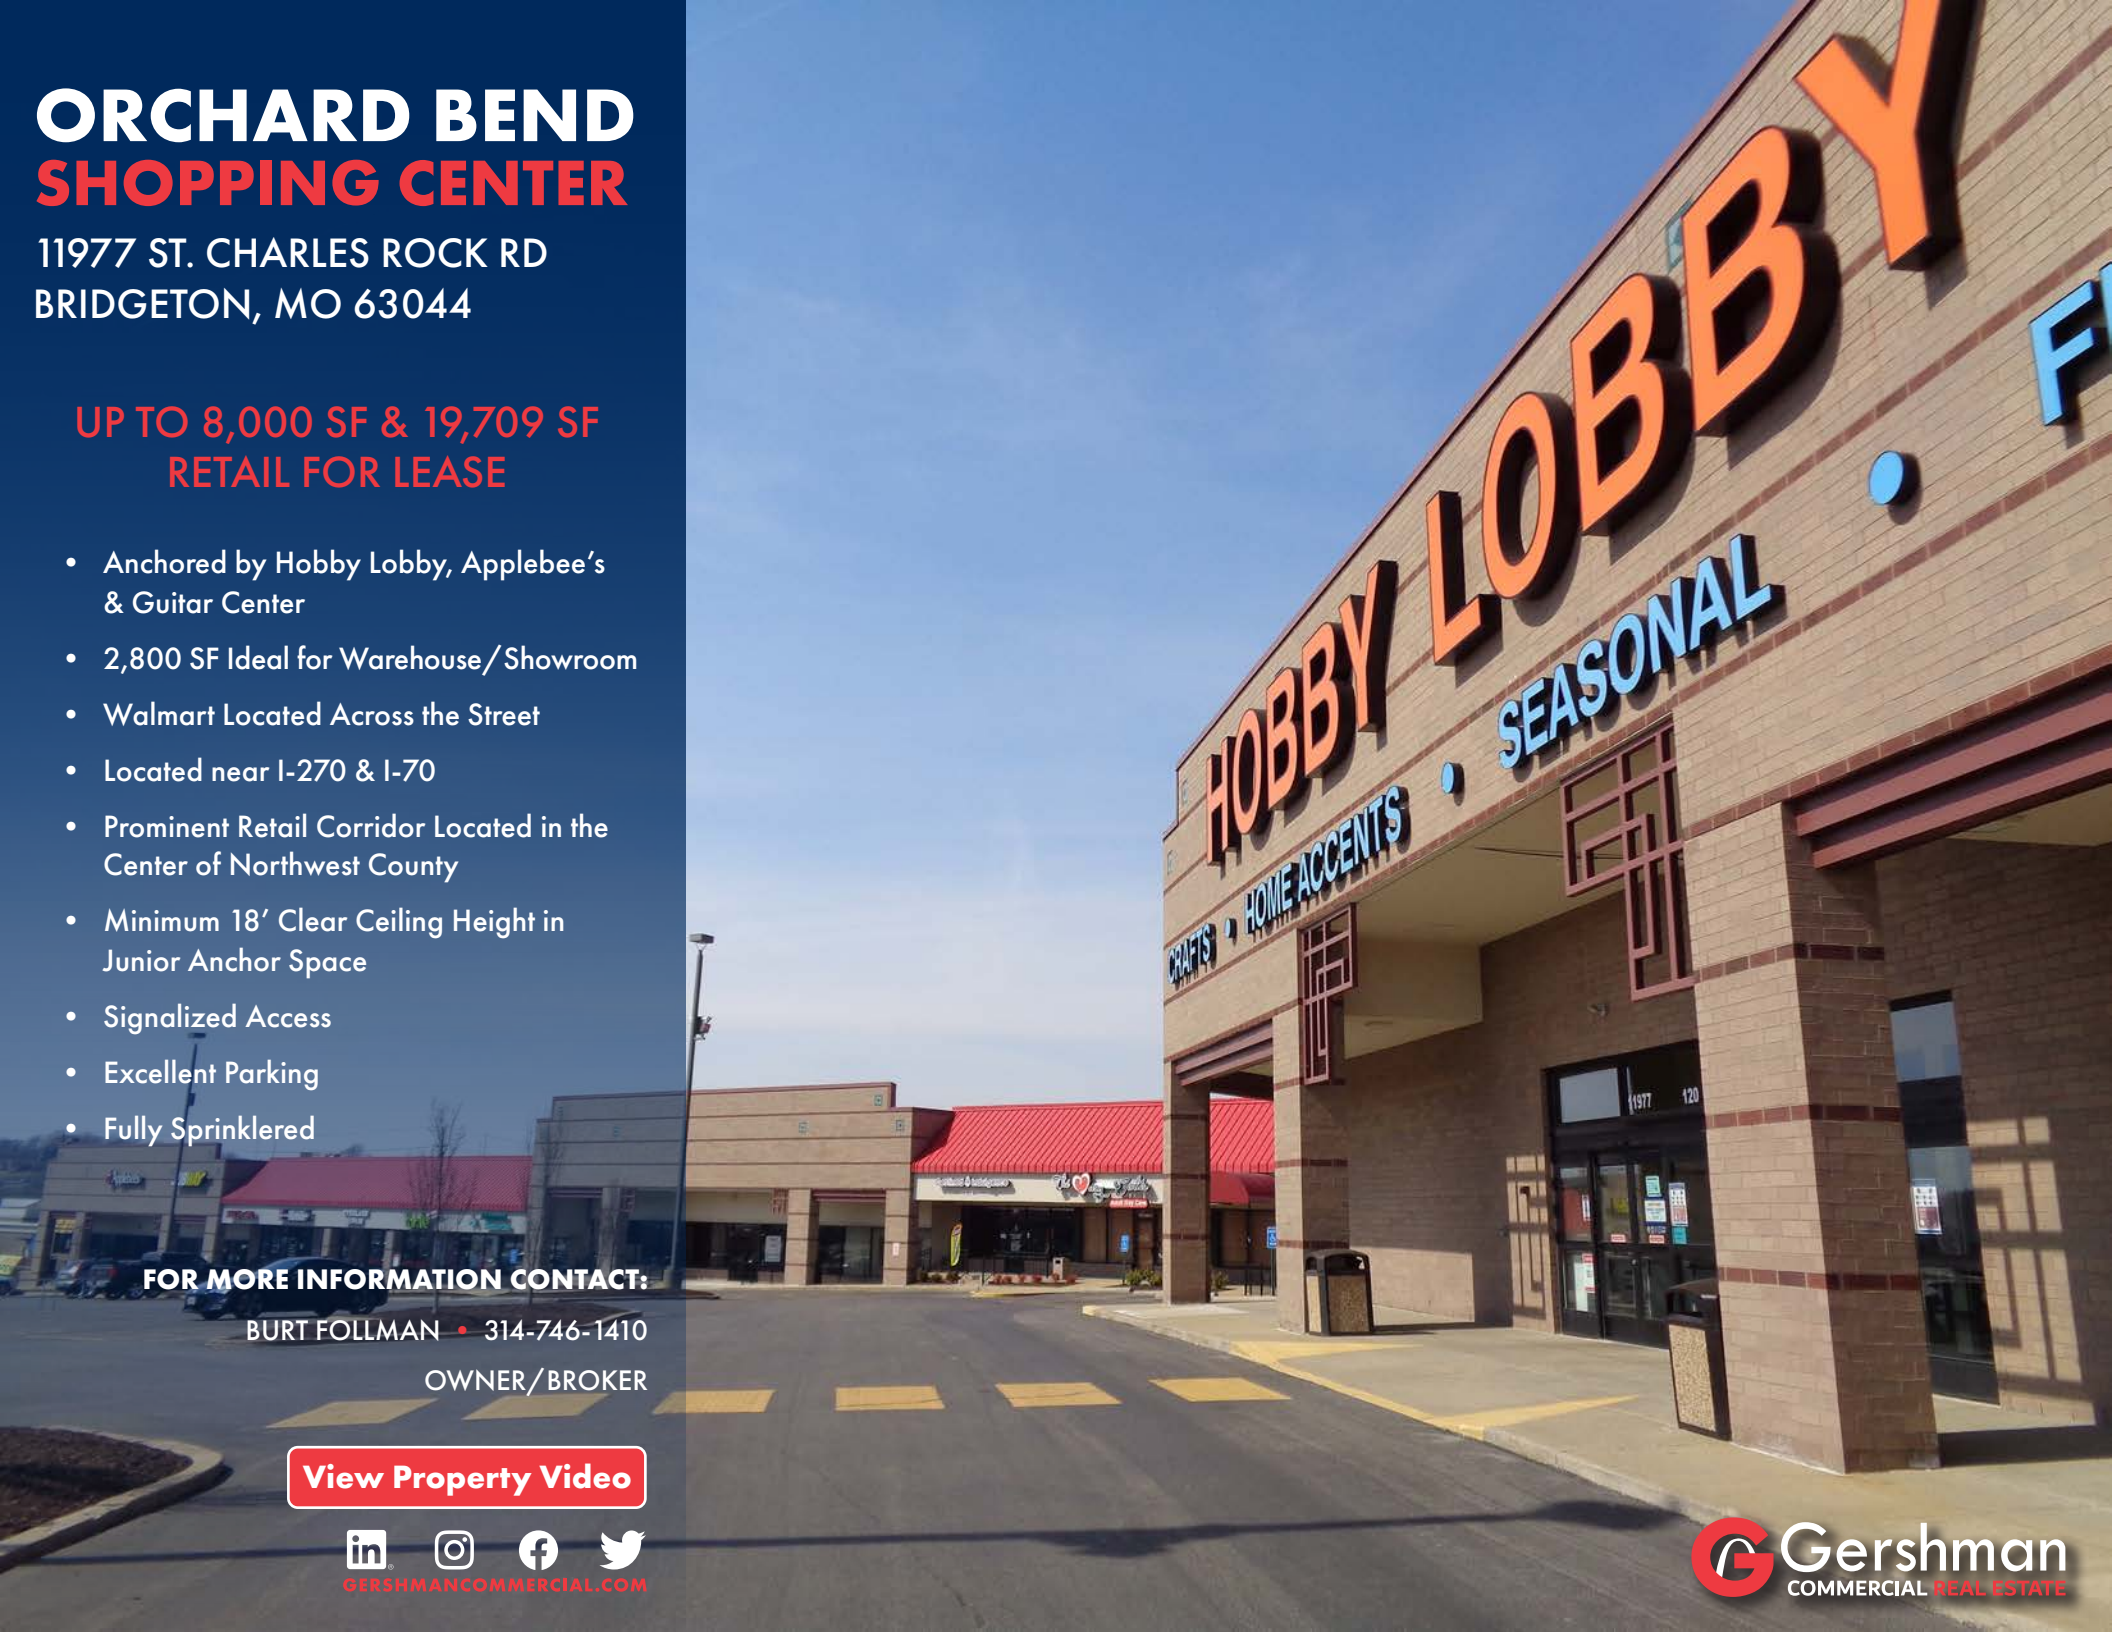 ORCHARD BEND
SHOPPING CENTER
11977 ST. CHARLES ROCK RD
BRIDGETON, MO 63044
UP TO 8,000 SF & 19,709 SF
RETAIL FOR LEASE
• Anchored by Hobby Lobby, Applebee's
& Guitar Center
• 2,800 SF Ideal for Warehouse/Showroom
• Walmart Located Across the Street
• Located near I-270 & I-70
• Prominent Retail Corridor Located in the
Center of Northwest County
• Minimum 18' Clear Ceiling Height in
Junior Anchor Space
• Signalized Access
• Excellent Parking
• Fully Sprinklered
FOR MORE INFORMATION CONTACT:
BURT FOLLMAN • 314-746-1410
OWNER/BROKER
View Property Video
in
GERSHMANCOMMERCIAL.COM
HOBBY LOBBY
CRAFTS • HOME ACCENTS • SEASONAL • F
11977 120
Applebee's
Adult Day Care
Gershman
COMMERCIAL REAL ESTATE